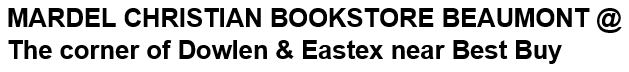 MARDEL CHRISTIAN BOOKSTORE BEAUMONT @
The corner of Dowlen & Eastex near Best Buy